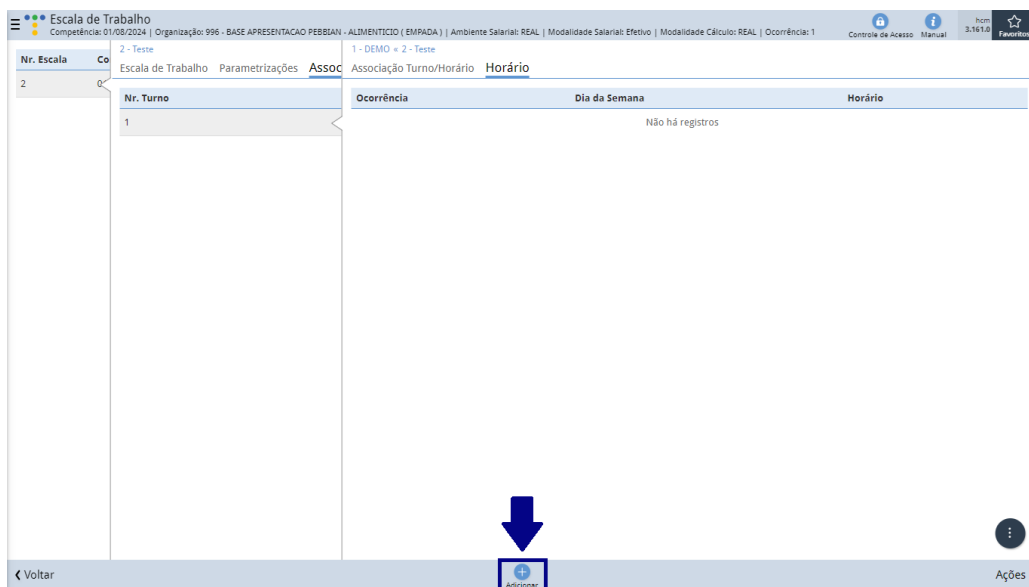 Escala de Trabalho
Competência: 01/08/2024 | Organização: 996 - BASE APRESENTACAO PEBBIAN - ALIMENTICIO ( EMPADA ) | Ambiente Salarial: REAL | Modalidade Salarial: Efetivo | Modalidade Cálculo: REAL | Ocorrência: 1
Controle de Acesso
Manual
hcm
3.161.0
Favoritos
Nr. Escala
Co
2
0
2 - Teste
Escala de Trabalho Parametrizações Assoc
Nr. Turno
1
1 - DEMO « 2 - Teste
Associação Turno/Horário Horário
Ocorrência Dia da Semana Horário
Não há registros
Voltar
Adicionar
Ações